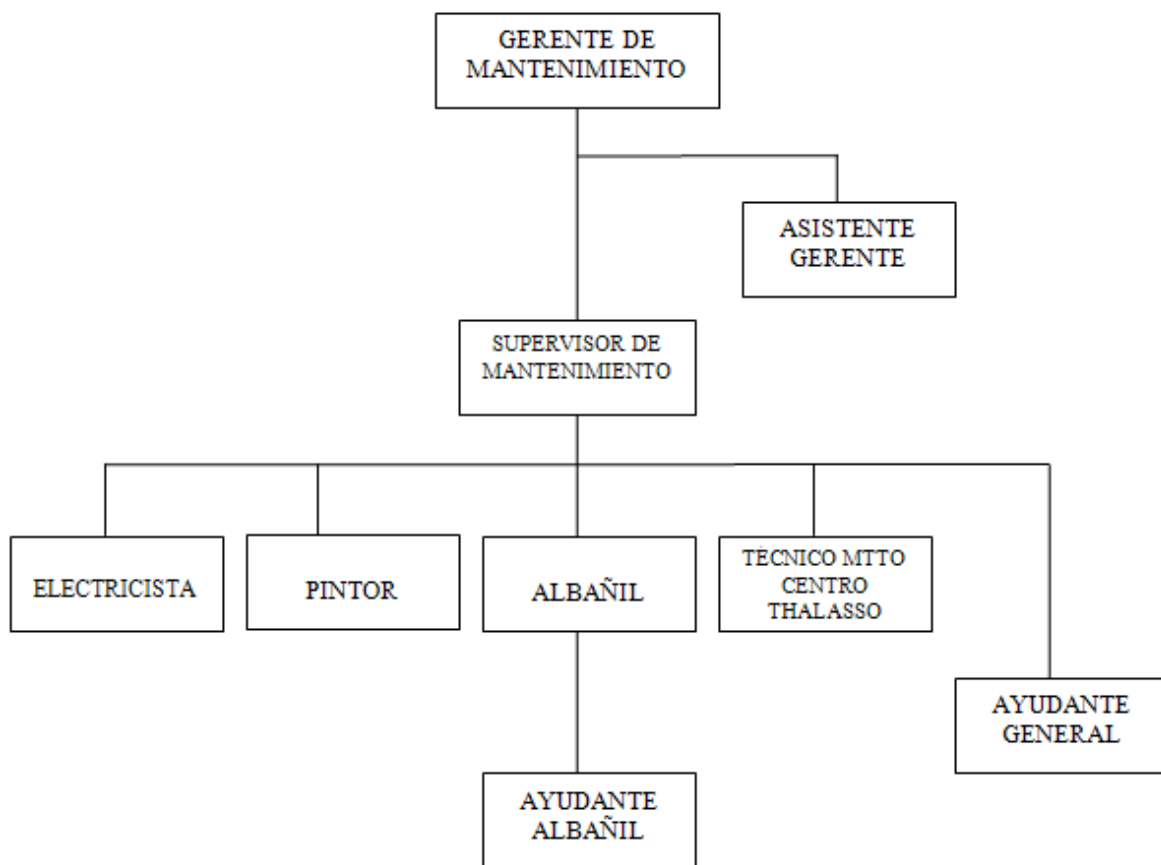 GERENTE DE
MANTENIMIENTO
ASISTENTE
GERENTE
SUPERVISOR DE
MANTENIMIENTO
ELECTRICISTA
PINTOR
ALBAÑIL
TÉCNICO MTTO
CENTRO
THALASSO
AYUDANTE
GENERAL
AYUDANTE
ALBAÑIL